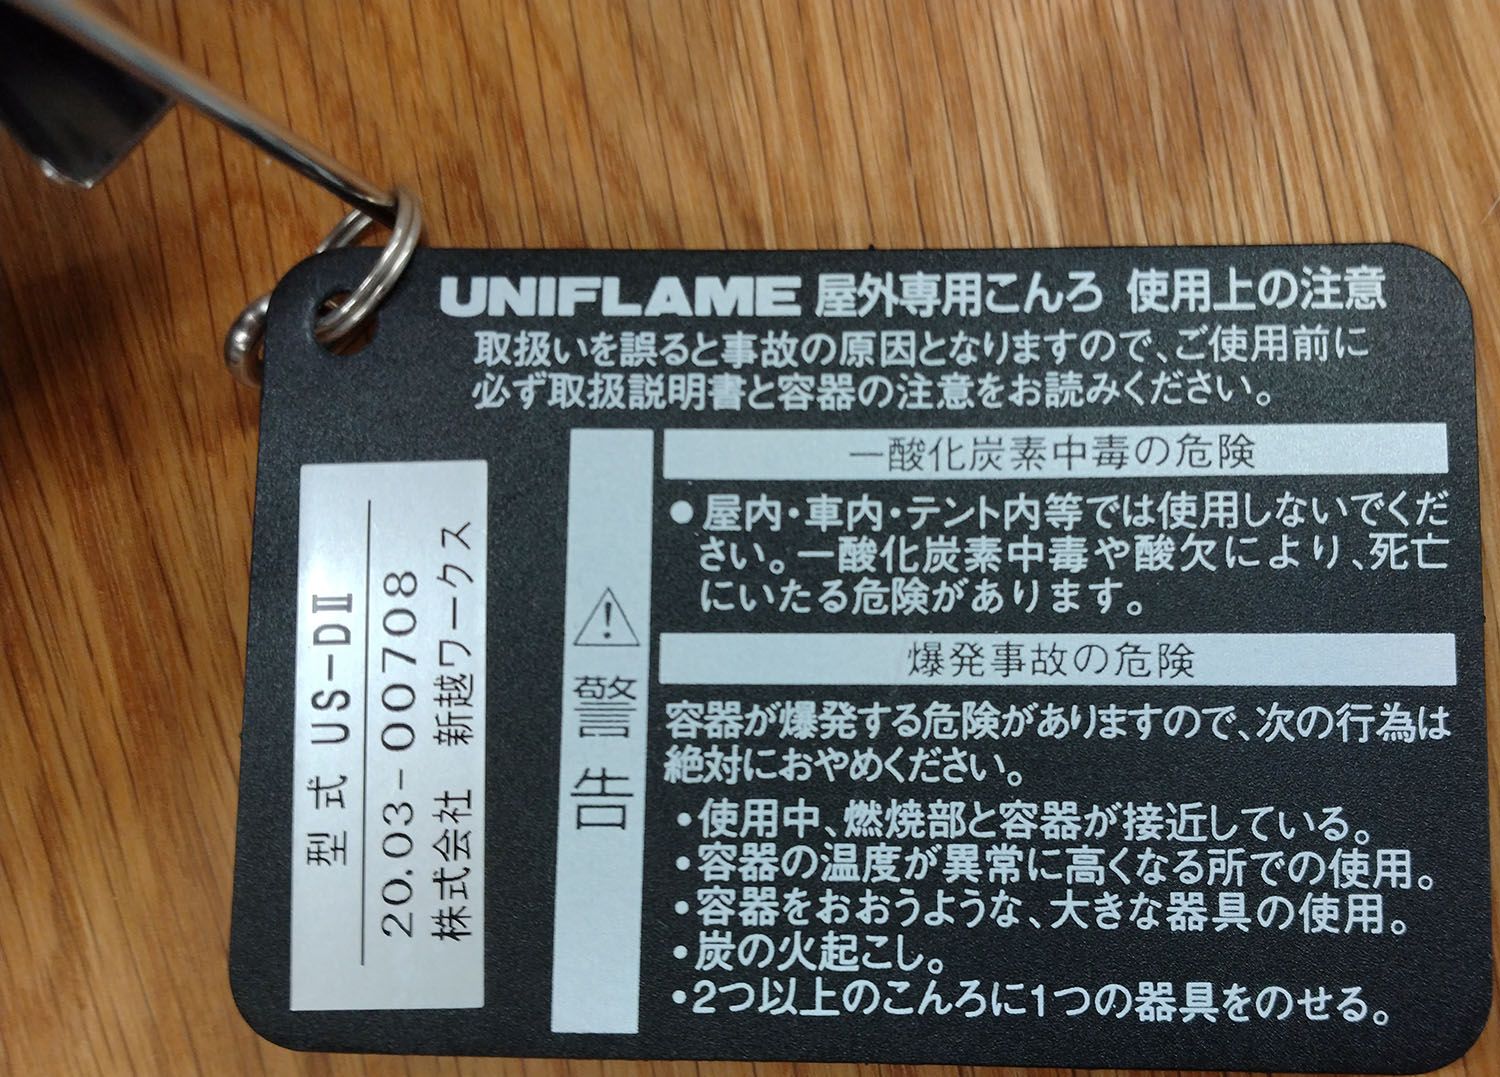 UNIFLAME 屋外専用こんろ 使用上の注意
取扱いを誤ると事故の原因となりますので、ご使用前に
必ず取扱説明書と容器の注意をお読みください。
型式 US-DⅡ
20.03-00708
株式会社 新越ワークス
警告
一酸化炭素中毒の危険
●屋内・車内・テント内等では使用しないでくだ
さい。一酸化炭素中毒や酸欠により、死亡
にいたる危険があります。
爆発事故の危険
容器が爆発する危険がありますので、次の行為は
絶対におやめください。
・使用中、燃焼部と容器が接近している。
・容器の温度が異常に高くなる所での使用。
・容器をおおうような、大きな器具の使用。
・炭の火起こし。
・2つ以上のこんろに1つの器具をのせる。